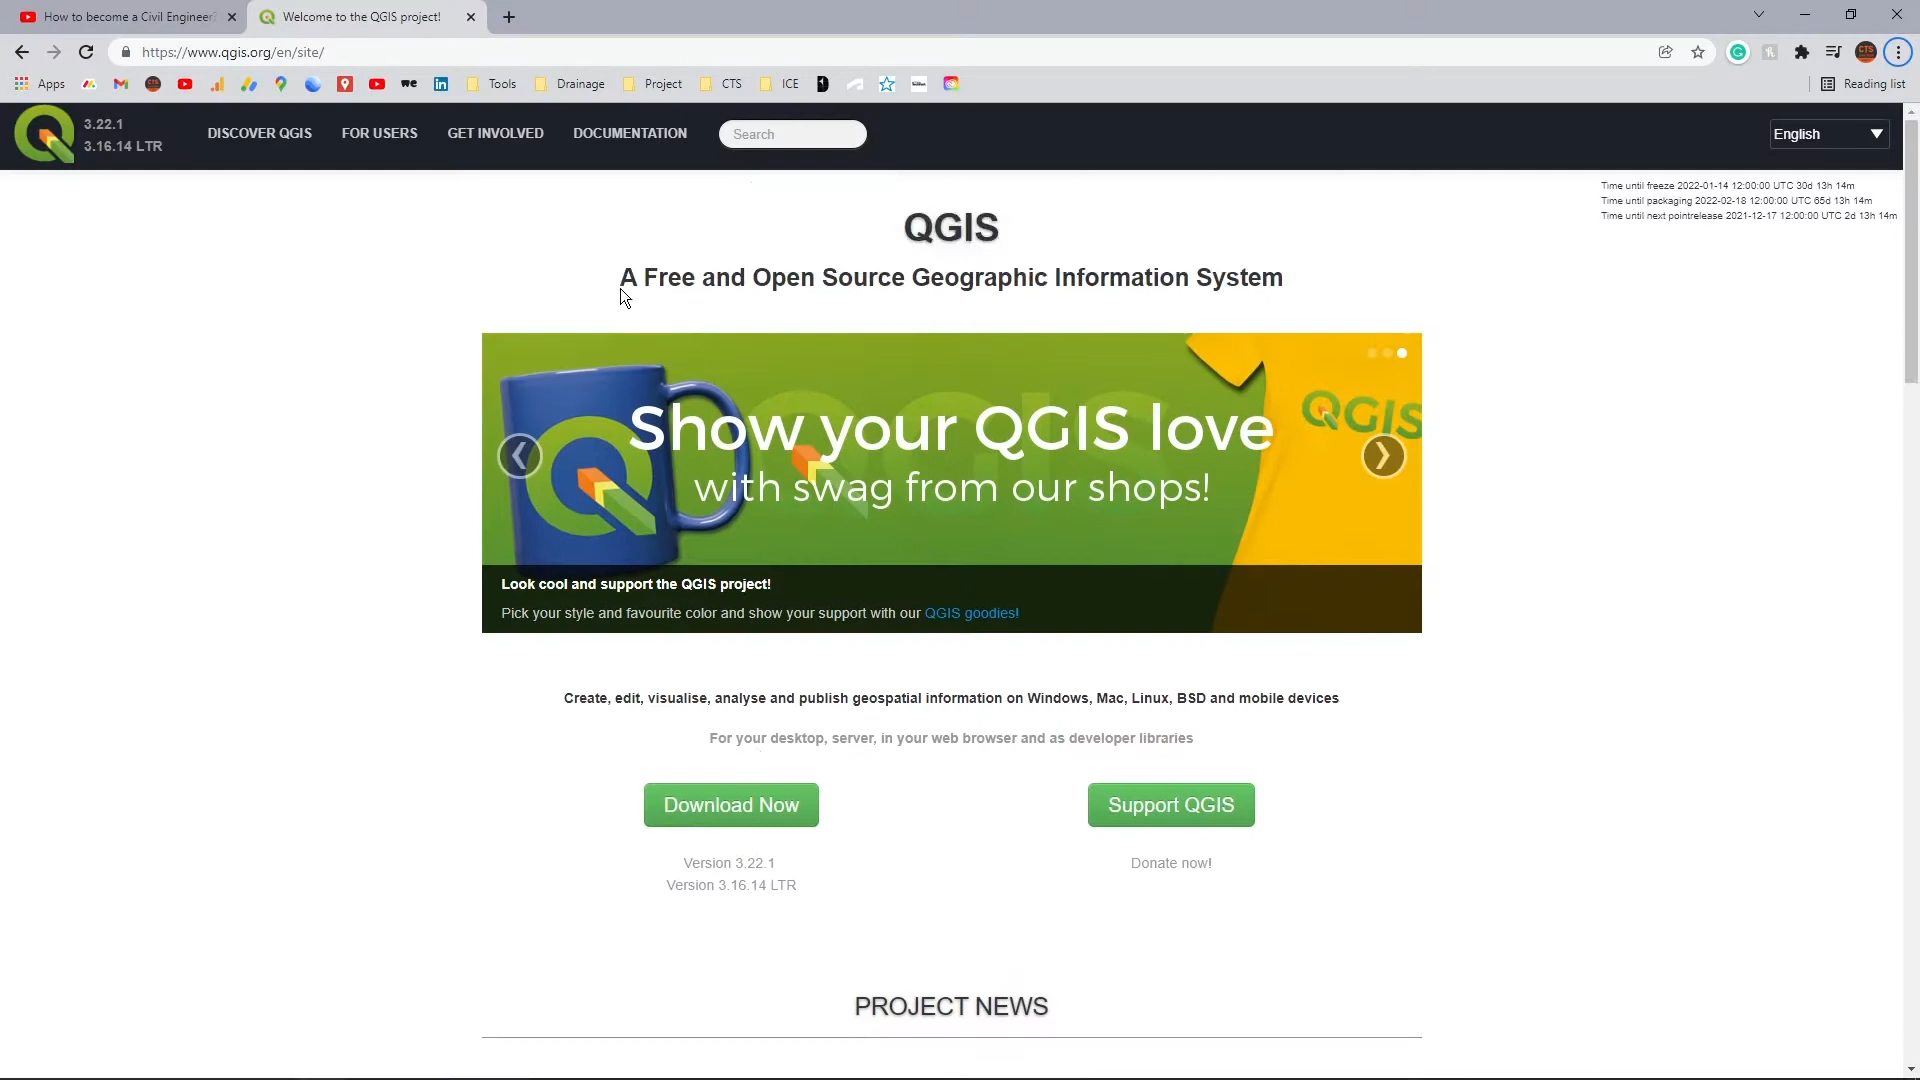 How to become a Civil Engineer?
Welcome to the QGIS project!
https://www.qgis.org/en/site/
Apps
Tools
Drainage
Project
CTS
ICE
Reading list
3.22.1
3.16.14 LTR
DISCOVER QGIS
FOR USERS
GET INVOLVED
DOCUMENTATION
Search
English
Time until freeze 2022-01-14 12:00:00 UTC 30d 13h 14m
Time until packaging 2022-02-18 12:00:00 UTC 65d 13h 14m
Time until next pointrelease 2021-12-17 12:00:00 UTC 2d 13h 14m
QGIS
A Free and Open Source Geographic Information System
Show your QGIS love
with swag from our shops!
QGIS
Look cool and support the QGIS project!
Pick your style and favourite color and show your support with our QGIS goodies!
Create, edit, visualise, analyse and publish geospatial information on Windows, Mac, Linux, BSD and mobile devices
For your desktop, server, in your web browser and as developer libraries
Download Now
Support QGIS
Version 3.22.1
Version 3.16.14 LTR
Donate now!
PROJECT NEWS